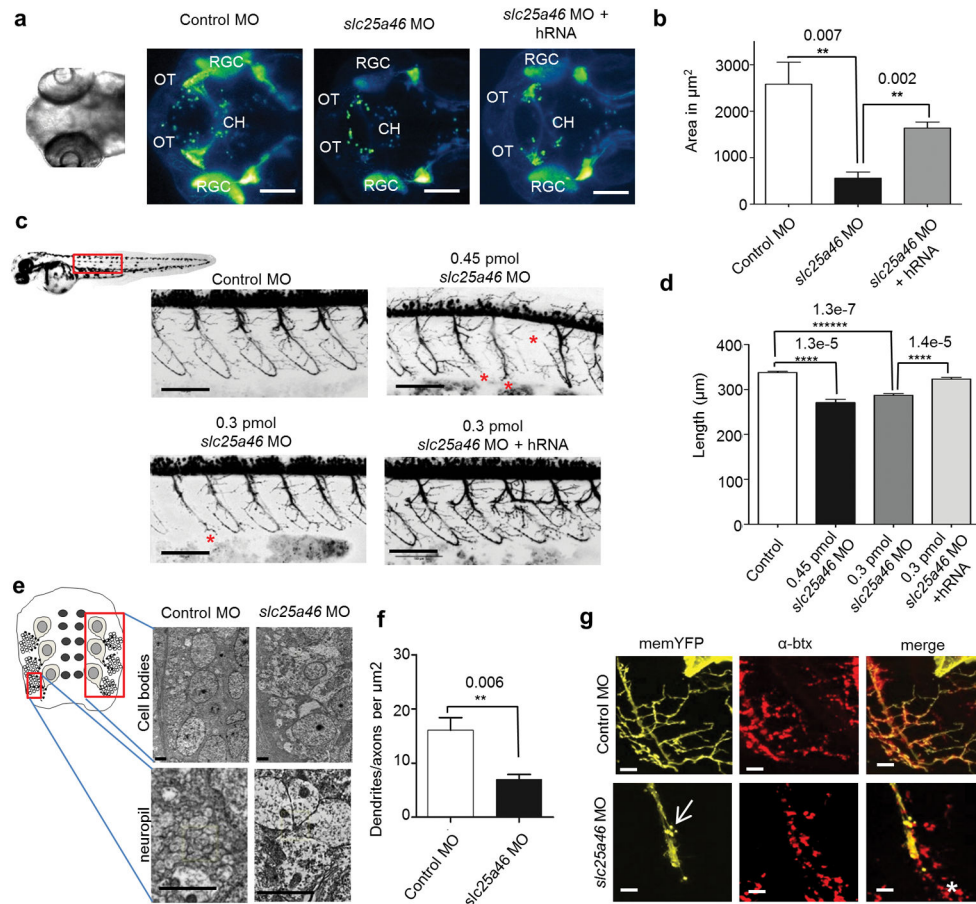 a
Control MO
slc25a46 MO
slc25a46 MO +
hRNA
RGC
OT
CH
OT
RGC
RGC
OT
CH
OT
RGC
RGC
OT
CH
OT
RGC
b
0.007
**
0.002
**
Area in µm²
3000
2000
1000
0
Control MO
slc25a46 MO
slc25a46 MO
+ hRNA
c
Control MO
0.45 pmol
slc25a46 MO
*
*
*
0.3 pmol
slc25a46 MO
*
0.3 pmol
slc25a46 MO + hRNA
d
1.3e-7
******
1.3e-5
****
1.4e-5
****
Length (µm)
400
300
200
100
0
Control
0.45 pmol
slc25a46 MO
0.3 pmol
slc25a46 MO
0.3 pmol
slc25a46 MO
+hRNA
e
Control MO
slc25a46 MO
Cell bodies
neuropil
f
0.006
**
Dendrites/axons per um2
30
20
10
0
Control MO
slc25a46 MO
g
memYFP
α-btx
merge
Control MO
slc25a46 MO
*